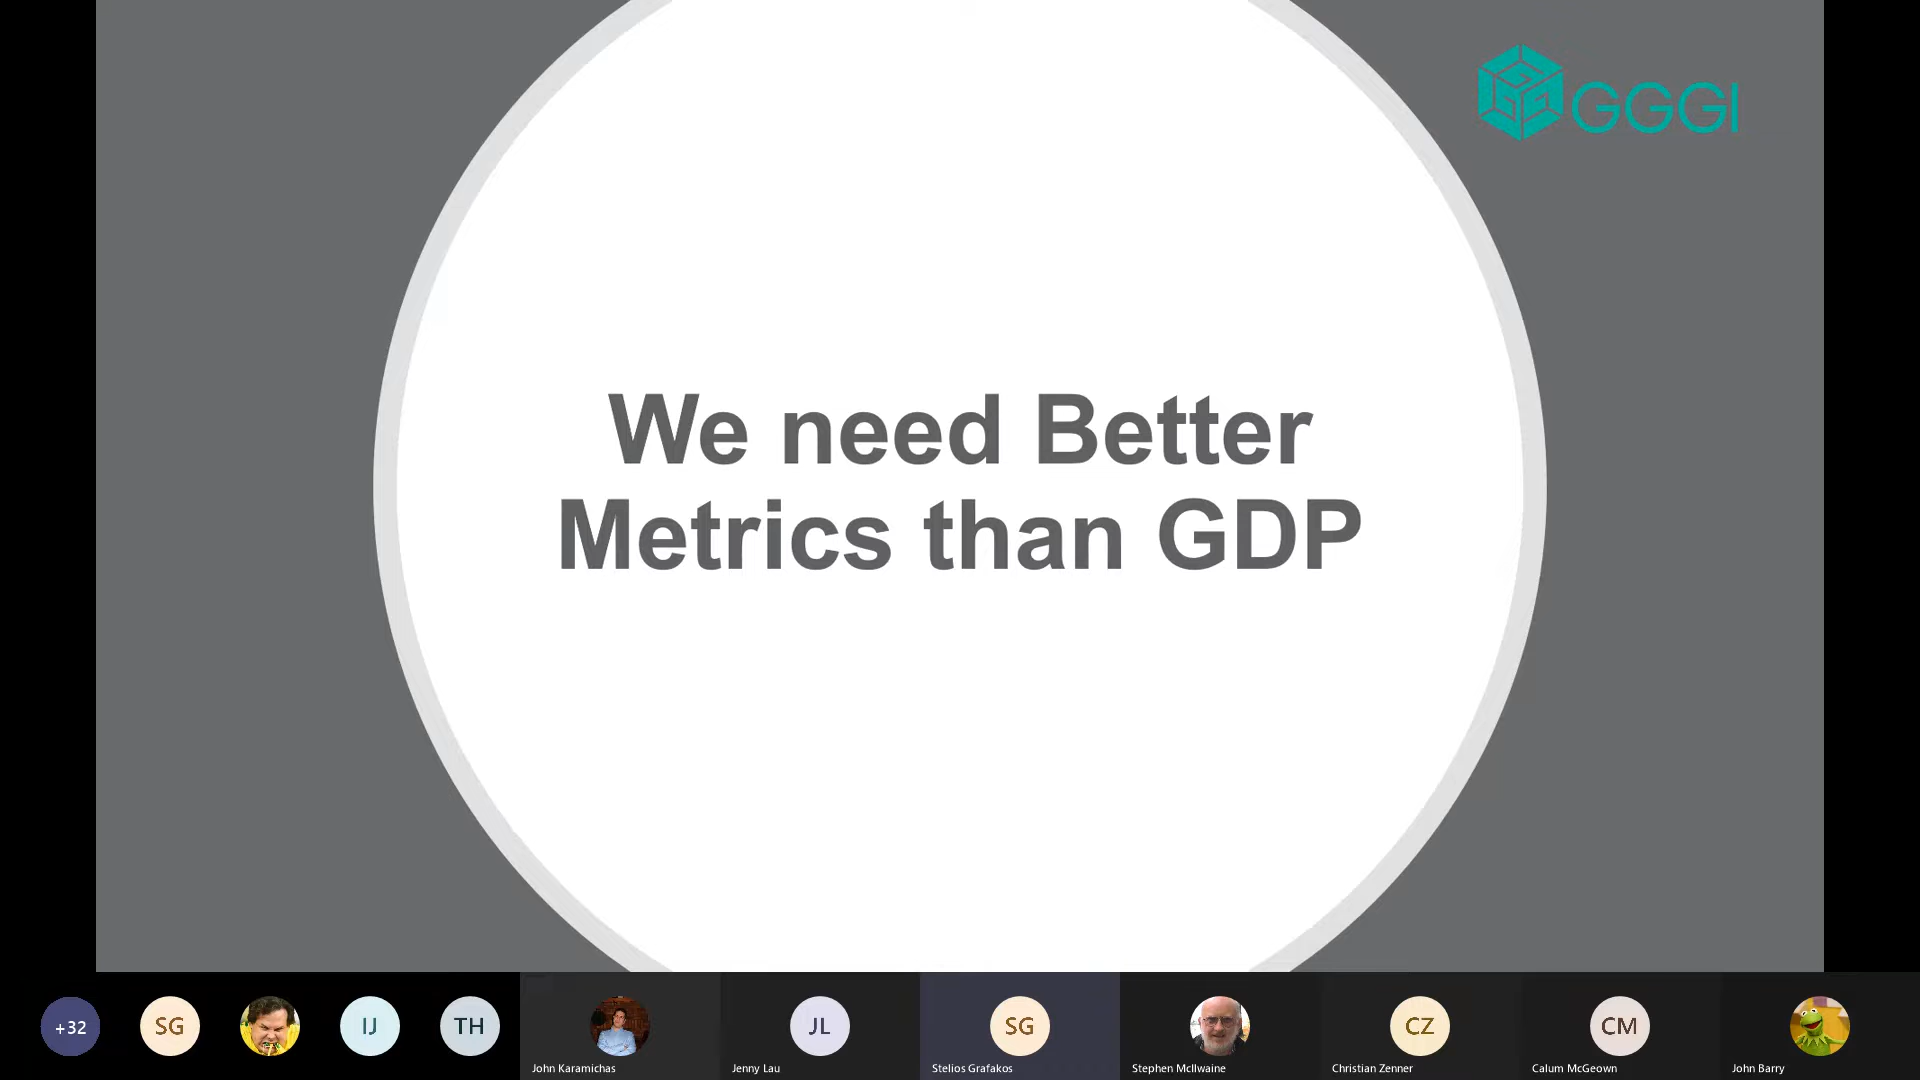 GGGI
We need Better
Metrics than GDP
+32
SG
IJ
TH
John Karamichas
JL
Jenny Lau
SG
Stelios Grafakos
Stephen McIlwaine
CZ
Christian Zenner
CM
Calum McGeown
John Barry